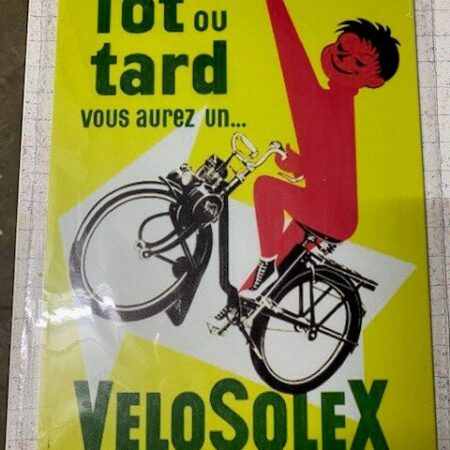 Tôt ou
tard
vous aurez un...
VELOSOLEX